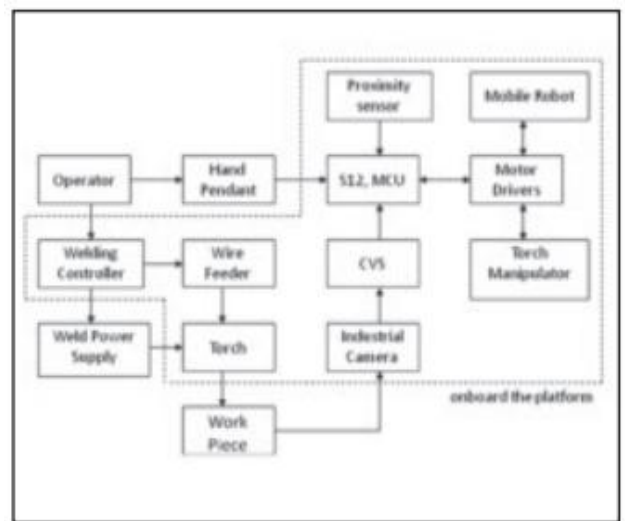 Proximity
sensor
Mobile Robot
Operator
Hand
Pendant
S12, MCU
Motor
Drivers
Welding
Controller
Wire
Feeder
CVS
Torch
Manipulator
Weld Power
Supply
Torch
Industrial
Camera
onboard the platform
Work
Piece